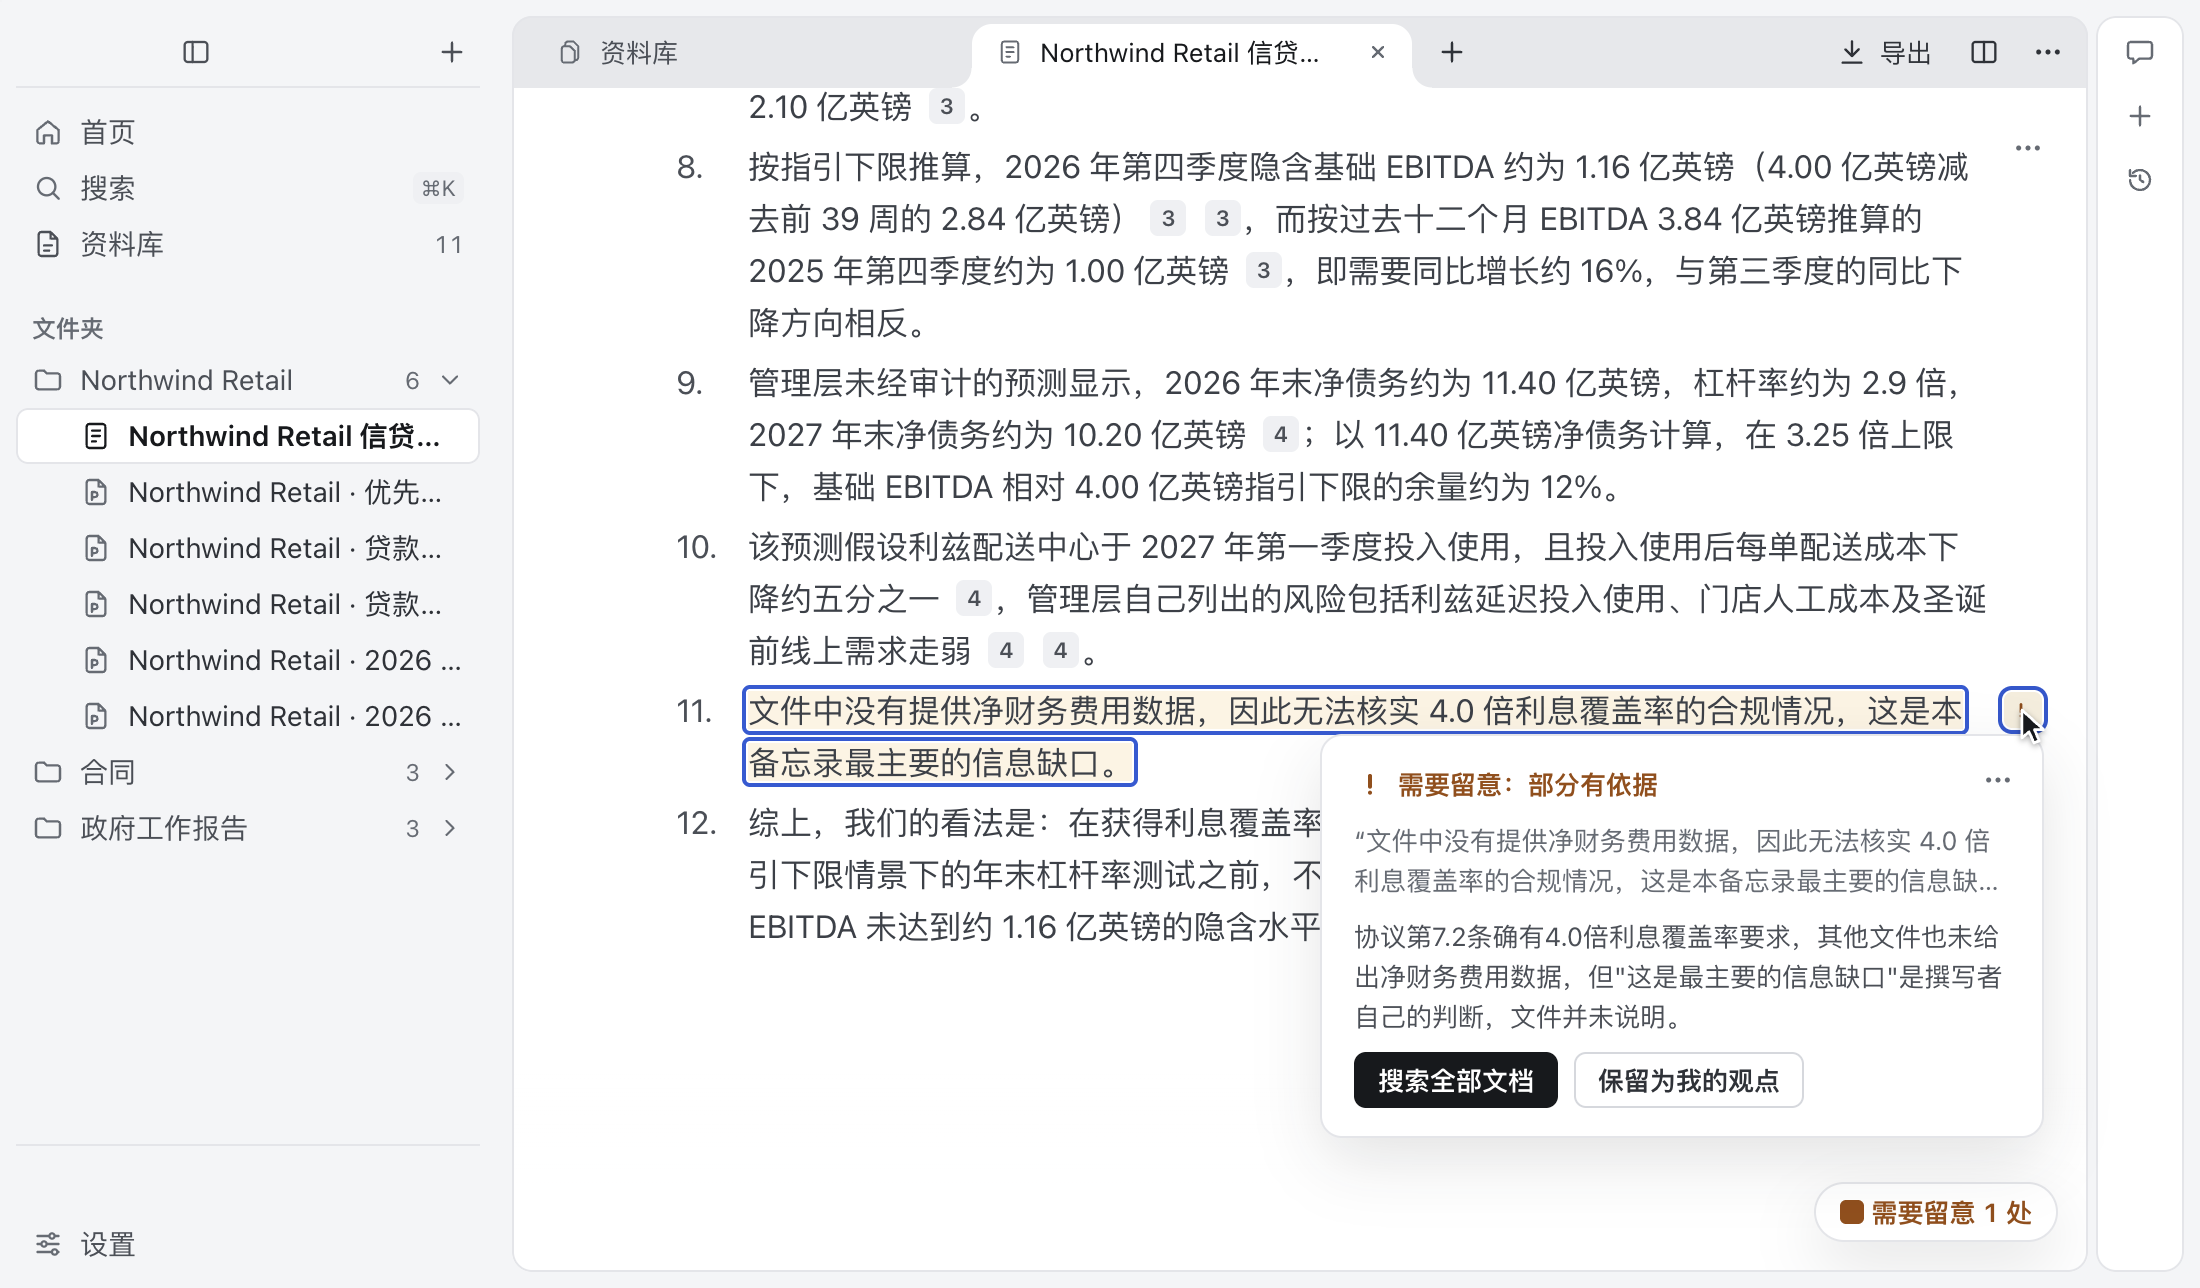 首页
搜索 ⌘K
资料库 11
文件夹
Northwind Retail 6
Northwind Retail 信贷...
Northwind Retail · 优先...
Northwind Retail · 贷款...
Northwind Retail · 贷款...
Northwind Retail · 2026 ...
Northwind Retail · 2026 ...
合同 3
政府工作报告 3
设置
资料库
Northwind Retail 信贷...
导出
2.10 亿英镑 3 。
8. 按指引下限推算，2026 年第四季度隐含基础 EBITDA 约为 1.16 亿英镑（4.00 亿英镑减
去前 39 周的 2.84 亿英镑） 3 3 ，而按过去十二个月 EBITDA 3.84 亿英镑推算的
2025 年第四季度约为 1.00 亿英镑 3 ，即需要同比增长约 16%，与第三季度的同比下
降方向相反。
9. 管理层未经审计的预测显示，2026 年末净债务约为 11.40 亿英镑，杠杆率约为 2.9 倍，
2027 年末净债务约为 10.20 亿英镑 4 ；以 11.40 亿英镑净债务计算，在 3.25 倍上限
下，基础 EBITDA 相对 4.00 亿英镑指引下限的余量约为 12%。
10. 该预测假设利兹配送中心于 2027 年第一季度投入使用，且投入使用后每单配送成本下
降约五分之一 4 ，管理层自己列出的风险包括利兹延迟投入使用、门店人工成本及圣诞
前线上需求走弱 4 4 。
11. 文件中没有提供净财务费用数据，因此无法核实 4.0 倍利息覆盖率的合规情况，这是本
备忘录最主要的信息缺口。
12. 综上，我们的看法是：在获得利息覆盖率
引下限情景下的年末杠杆率测试之前，不
EBITDA 未达到约 1.16 亿英镑的隐含水平
! 需要留意：部分有依据
“文件中没有提供净财务费用数据，因此无法核实 4.0 倍
利息覆盖率的合规情况，这是本备忘录最主要的信息缺...
协议第7.2条确有4.0倍利息覆盖率要求，其他文件也未给
出净财务费用数据，但"这是最主要的信息缺口"是撰写者
自己的判断，文件并未说明。
搜索全部文档
保留为我的观点
需要留意 1 处